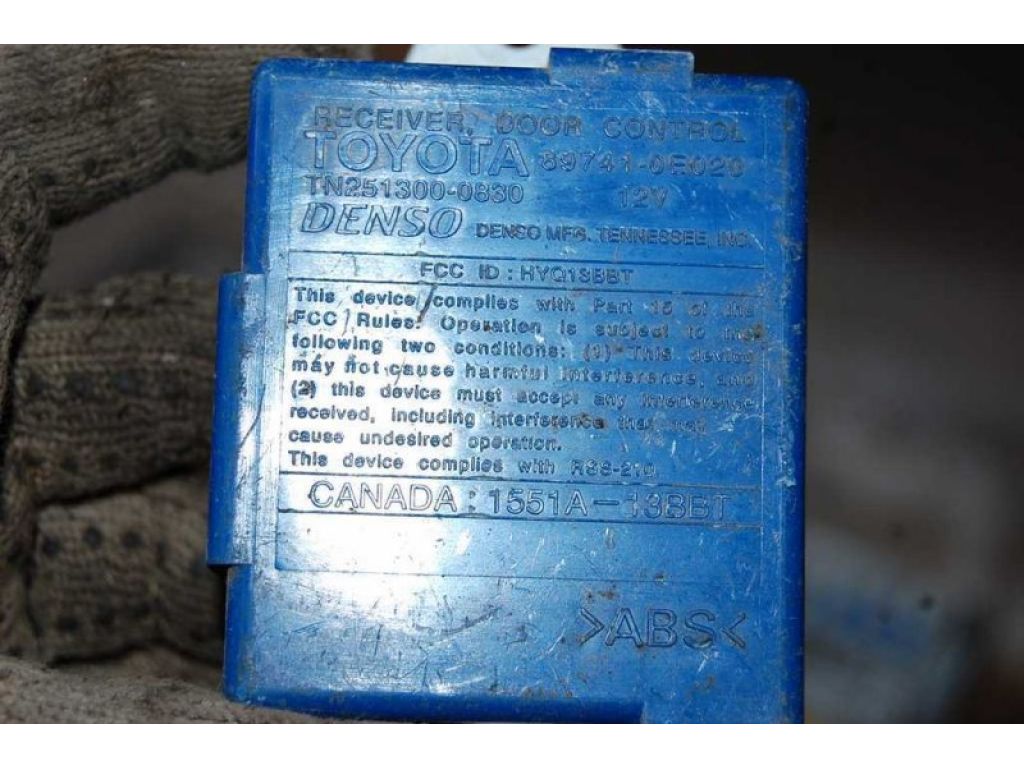 RECEIVER, DOOR CONTROL
TOYOTA 89741-0E020
TN251300-0830 12V
DENSO DENSO MFG. TENNESSEE, INC.
FCC ID : HYQ13BBT
This device complies with Part 15 of the
FCC Rules. Operation is subject to the
following two conditions: (1) This device
may not cause harmful interference, and
(2) this device must accept any interference
received, including interference that may
cause undesired operation.
This device complies with RSS-210
CANADA : 1551A-13BBT
>ABS<